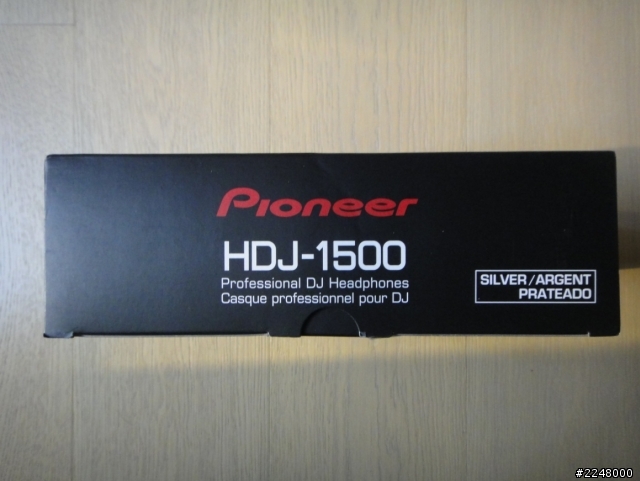 Pioneer
HDJ-1500
Professional DJ Headphones
Casque professionnel pour DJ
SILVER/ARGENT
PRATEADO
#2248000